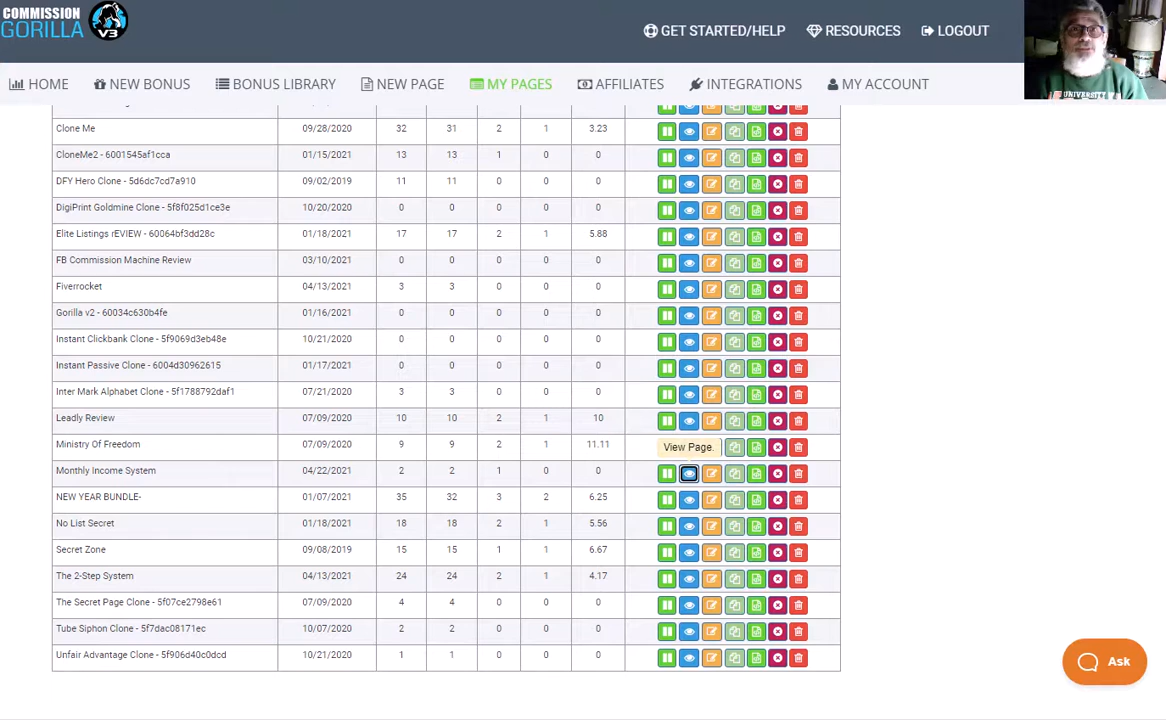 COMMISSION
GORILLA V3
GET STARTED/HELP RESOURCES LOGOUT
HOME NEW BONUS BONUS LIBRARY NEW PAGE MY PAGES AFFILIATES INTEGRATIONS MY ACCOUNT
UNIVERSITY
Clone Me 09/28/2020 32 31 2 1 3.23
CloneMe2 - 6001545af1cca 01/15/2021 13 13 1 0 0
DFY Hero Clone - 5d6dc7cd7a910 09/02/2019 11 11 0 0 0
DigiPrint Goldmine Clone - 5f8f025d1ce3e 10/20/2020 0 0 0 0 0
Elite Listings rEVIEW - 60064bf3dd28c 01/18/2021 17 17 2 1 5.88
FB Commission Machine Review 03/10/2021 0 0 0 0 0
Fiverrocket 04/13/2021 3 3 0 0 0
Gorilla v2 - 60034c630b4fe 01/16/2021 0 0 0 0 0
Instant Clickbank Clone - 5f9069d3eb48e 10/21/2020 0 0 0 0 0
Instant Passive Clone - 6004d30962615 01/17/2021 0 0 0 0 0
Inter Mark Alphabet Clone - 5f1788792daf1 07/21/2020 3 3 0 0 0
Leadly Review 07/09/2020 10 10 2 1 10
Ministry Of Freedom 07/09/2020 9 9 2 1 11.11 View Page.
Monthly Income System 04/22/2021 2 2 1 0 0
NEW YEAR BUNDLE- 01/07/2021 35 32 3 2 6.25
No List Secret 01/18/2021 18 18 2 1 5.56
Secret Zone 09/08/2019 15 15 1 1 6.67
The 2-Step System 04/13/2021 24 24 2 1 4.17
The Secret Page Clone - 5f07ce2798e61 07/09/2020 4 4 0 0 0
Tube Siphon Clone - 5f7dac08171ec 10/07/2020 2 2 0 0 0
Unfair Advantage Clone - 5f906d40c0dcd 10/21/2020 1 1 0 0 0
Ask